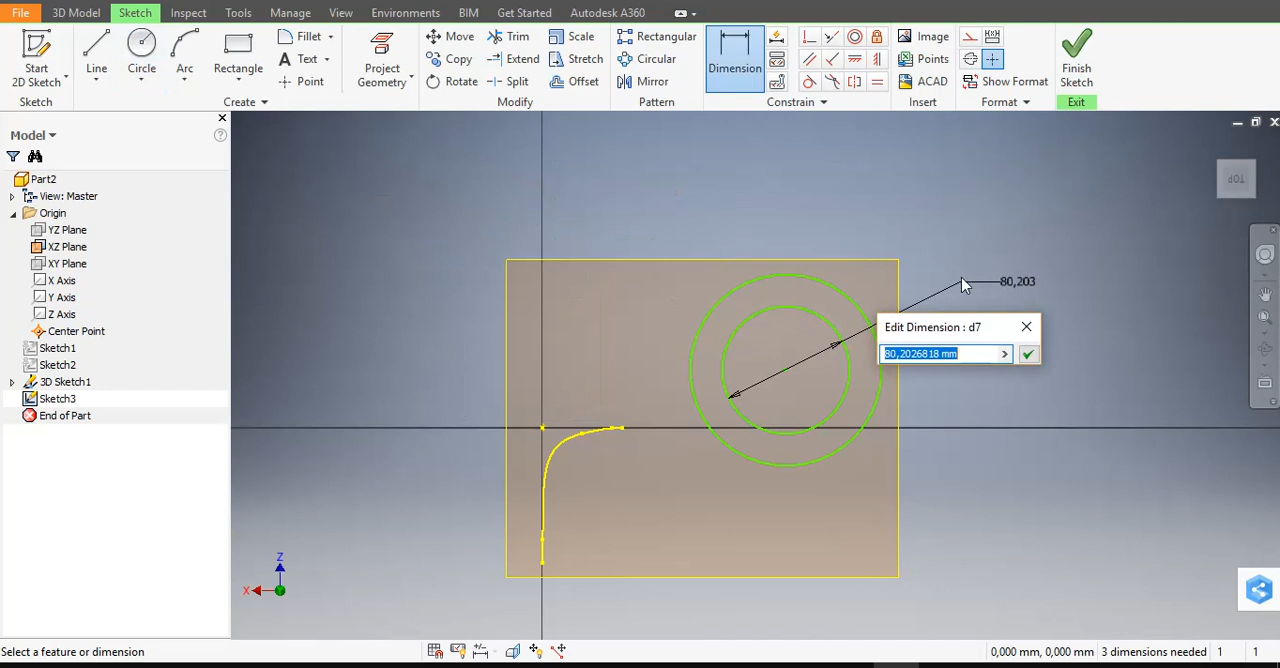 File 3D Model Sketch Inspect Tools Manage View Environments BIM Get Started Autodesk A360
Start
2D Sketch
Line
Circle
Arc
Rectangle
Fillet
Text
Point
Project
Geometry
Move
Copy
Rotate
Trim
Extend
Split
Scale
Stretch
Offset
Rectangular
Circular
Mirror
Dimension
Image
Points
ACAD
Show Format
Finish
Sketch
Sketch Create Modify Pattern Constrain Insert Format Exit
Model
Part2
View: Master
Origin
YZ Plane
XZ Plane
XY Plane
X Axis
Y Axis
Z Axis
Center Point
Sketch1
Sketch2
3D Sketch1
Sketch3
End of Part
TOP
80,203
Edit Dimension : d7
80,2026818 mm
Z
X
Select a feature or dimension
0,000 mm, 0,000 mm 3 dimensions needed 1 1